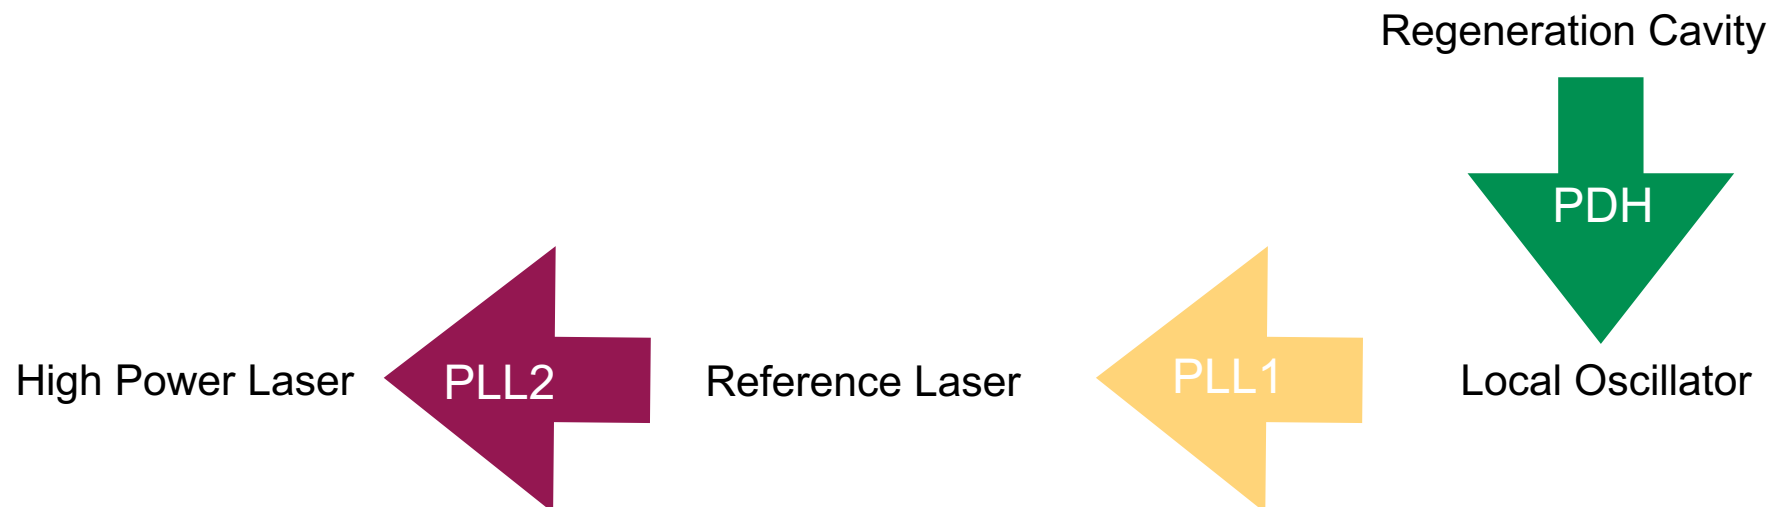 Regeneration Cavity
PDH
High Power Laser
PLL2
Reference Laser
PLL1
Local Oscillator